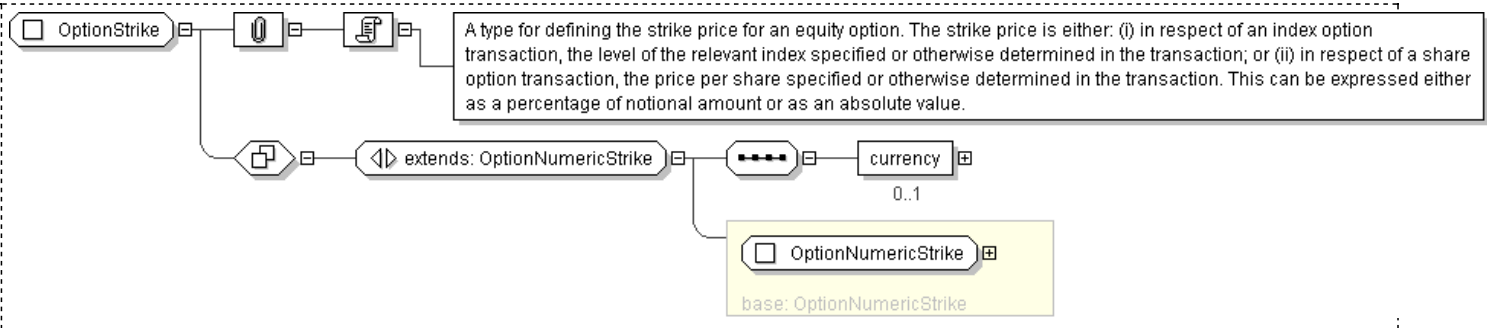 OptionStrike
A type for defining the strike price for an equity option. The strike price is either: (i) in respect of an index option
transaction, the level of the relevant index specified or otherwise determined in the transaction; or (ii) in respect of a share
option transaction, the price per share specified or otherwise determined in the transaction. This can be expressed either
as a percentage of notional amount or as an absolute value.
extends: OptionNumericStrike
currency
0..1
OptionNumericStrike
base: OptionNumericStrike